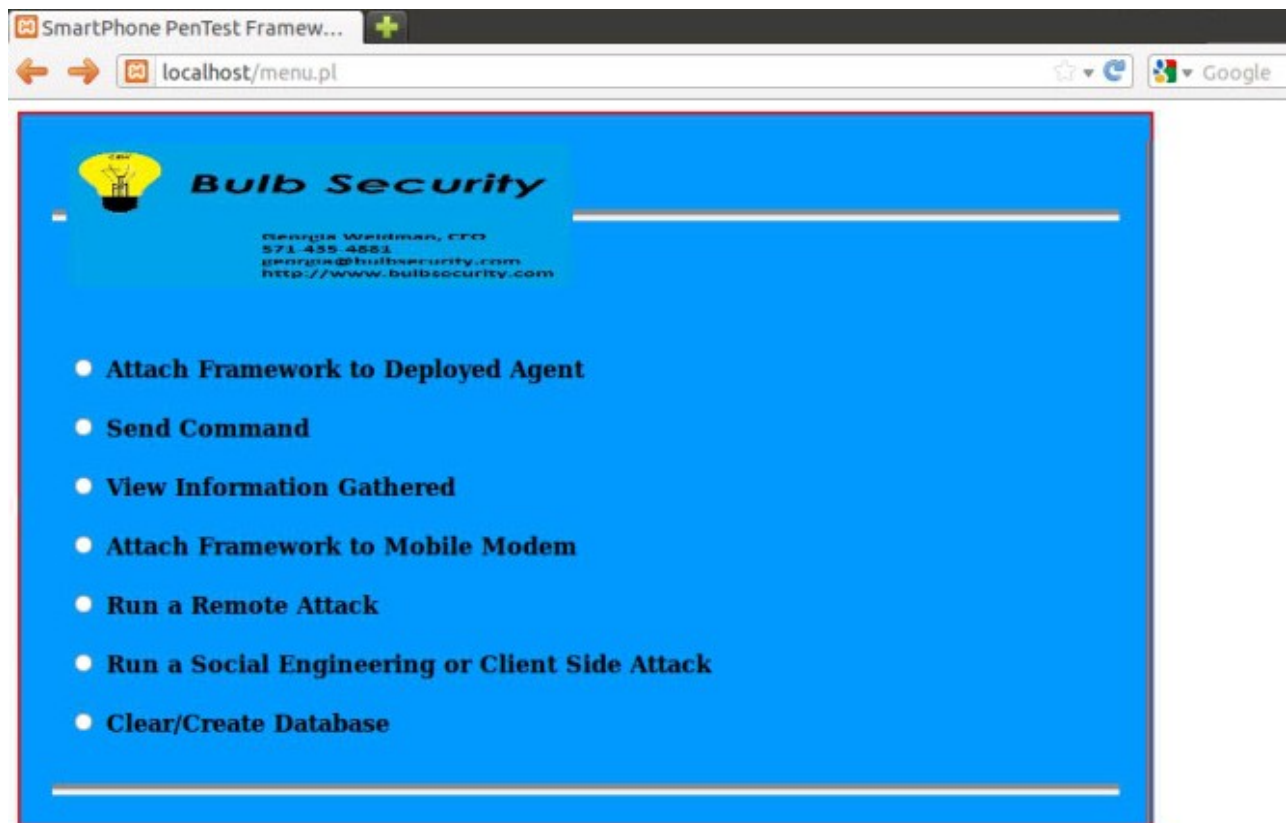 SmartPhone PenTest Framew...
localhost/menu.pl
Google
Bulb Security
Georgia Weidman, CEO
571-435-4881
georgia@bulbsecurity.com
http://www.bulbsecurity.com
Attach Framework to Deployed Agent
Send Command
View Information Gathered
Attach Framework to Mobile Modem
Run a Remote Attack
Run a Social Engineering or Client Side Attack
Clear/Create Database